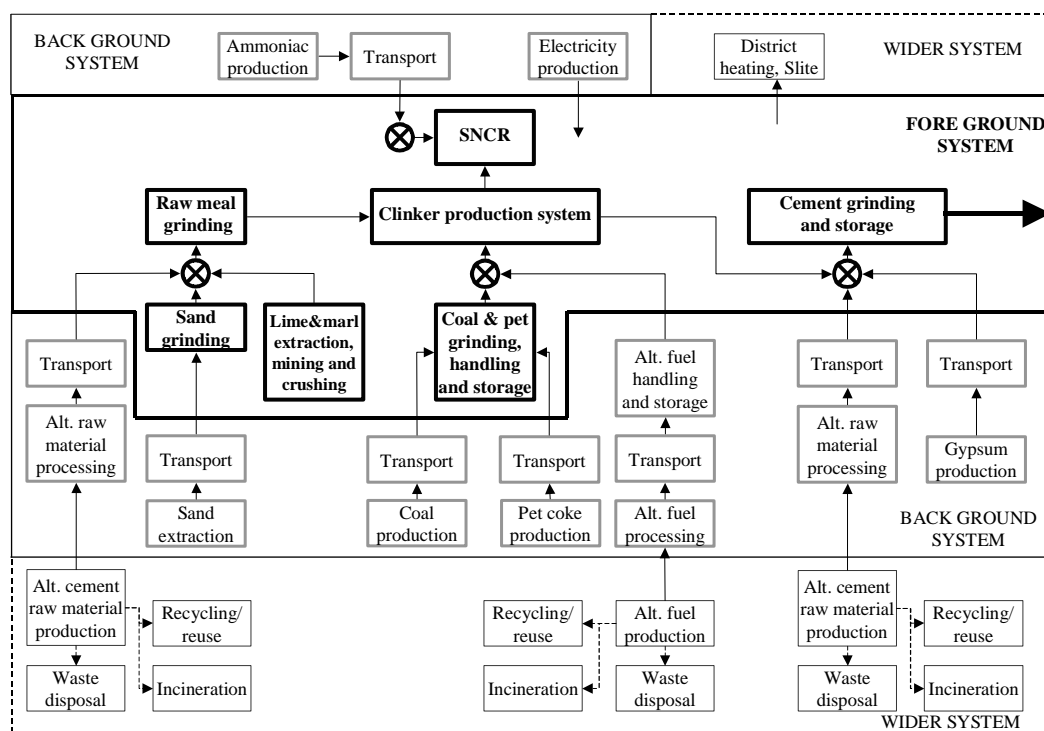 BACK GROUND
SYSTEM
Ammoniac
production
Transport
Electricity
production
District
heating, Slite
WIDER SYSTEM
FORE GROUND
SYSTEM
SNCR
Raw meal
grinding
Clinker production system
Cement grinding
and storage
Sand
grinding
Lime&marl
extraction,
mining and
crushing
Coal & pet
grinding,
handling
and storage
Transport
Alt. fuel
handling
and storage
Transport
Transport
Alt. raw
material
processing
Transport
Transport
Transport
Transport
Alt. raw
material
processing
Gypsum
production
Sand
extraction
Coal
production
Pet coke
production
Alt. fuel
processing
BACK GROUND
SYSTEM
Alt. cement
raw material
production
Recycling/
reuse
Waste
disposal
Incineration
Recycling/
reuse
Alt. fuel
production
Incineration
Waste
disposal
Alt. cement
raw material
production
Recycling/
reuse
Waste
disposal
Incineration
WIDER SYSTEM